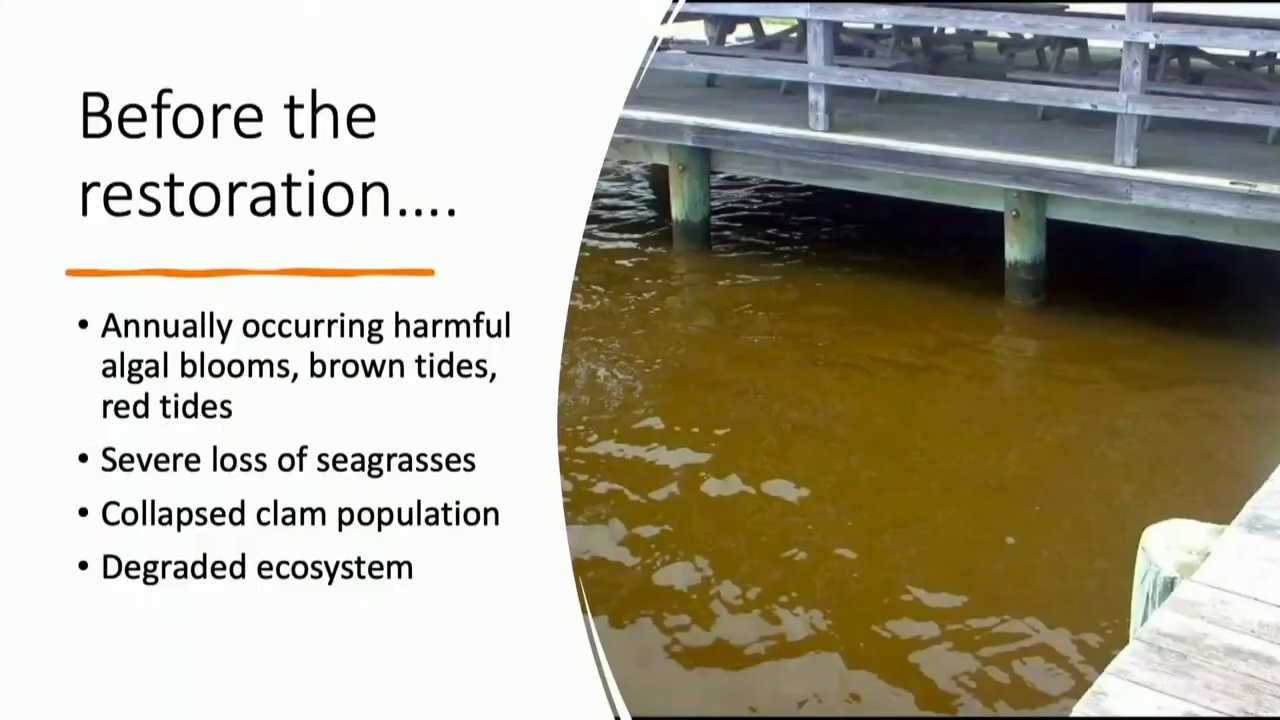 Before the
restoration....
• Annually occurring harmful
algal blooms, brown tides,
red tides
• Severe loss of seagrasses
• Collapsed clam population
• Degraded ecosystem